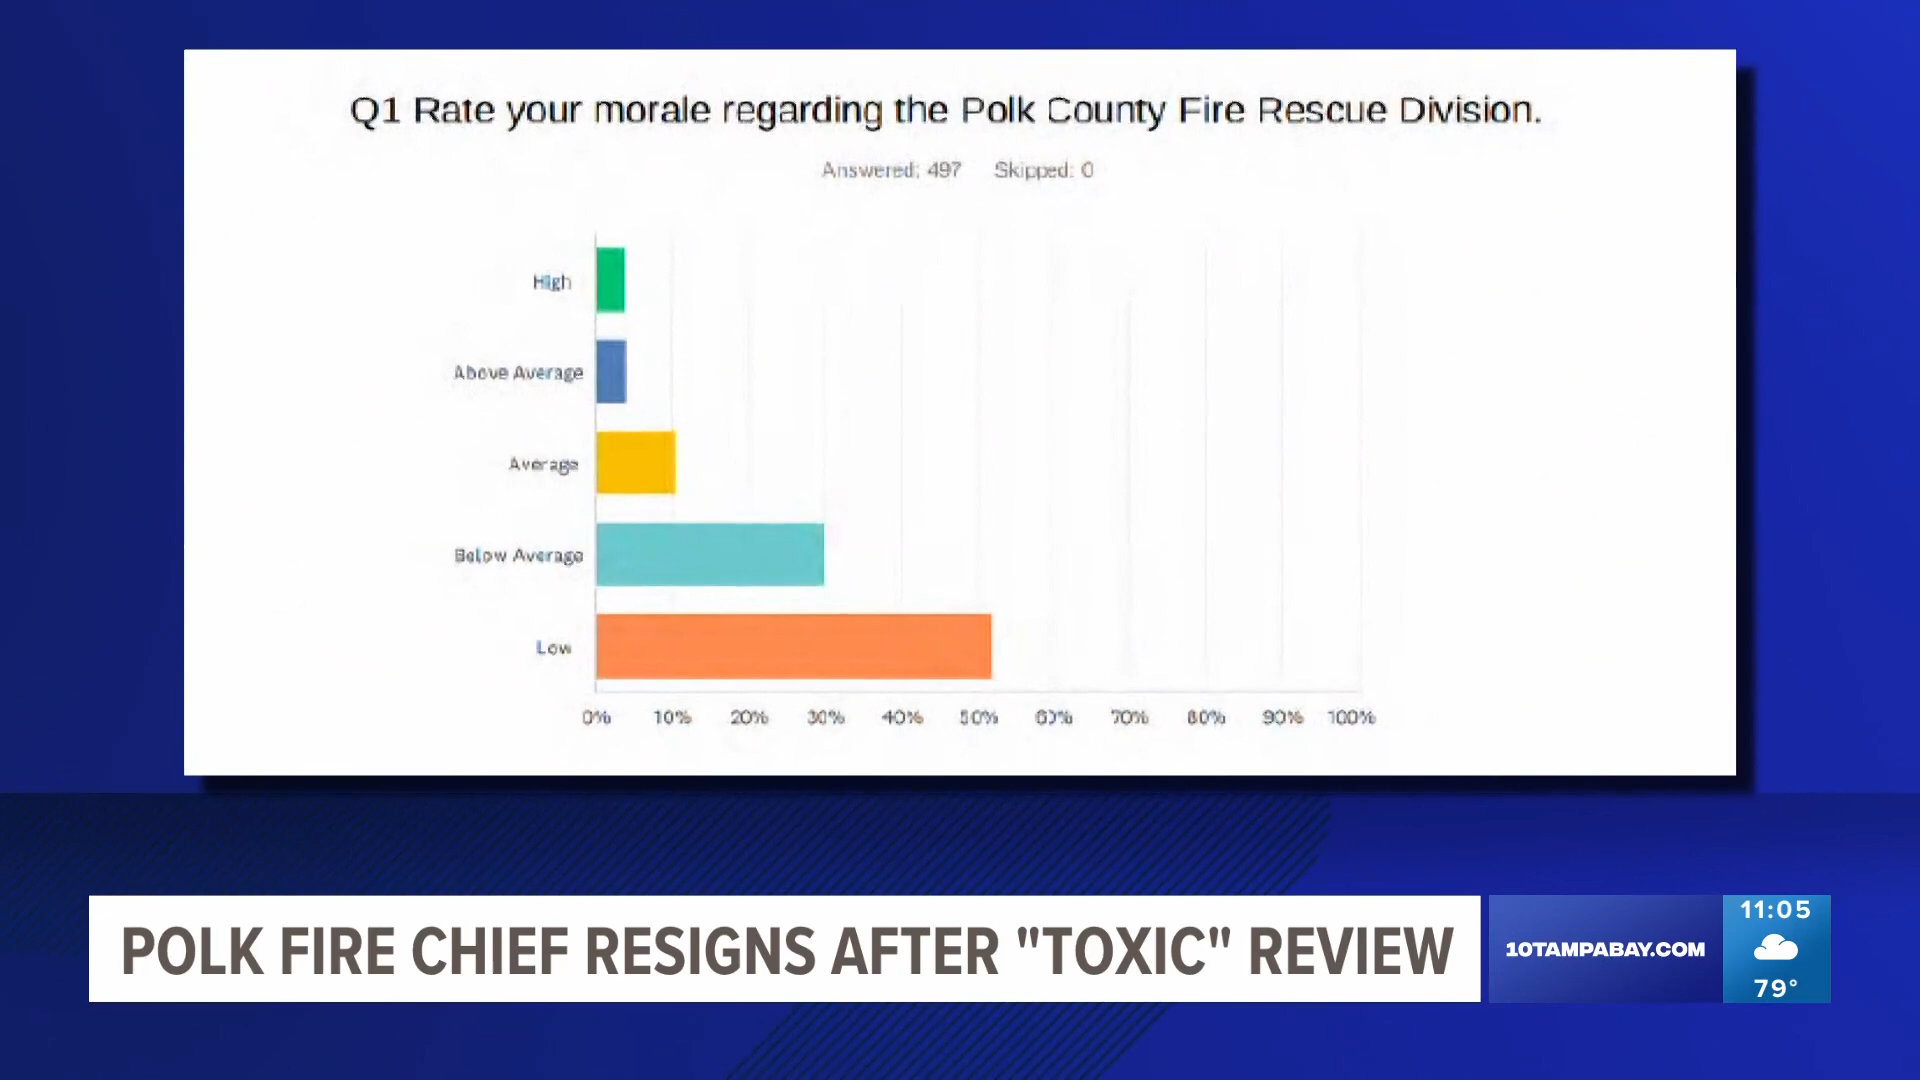 Q1 Rate your morale regarding the Polk County Fire Rescue Division.
Answered: 497 Skipped: 0
High
Above Average
Average
Below Average
Low
0% 10% 20% 30% 40% 50% 60% 70% 80% 90% 100%
POLK FIRE CHIEF RESIGNS AFTER "TOXIC" REVIEW
10TAMPABAY.COM
11:05
79°